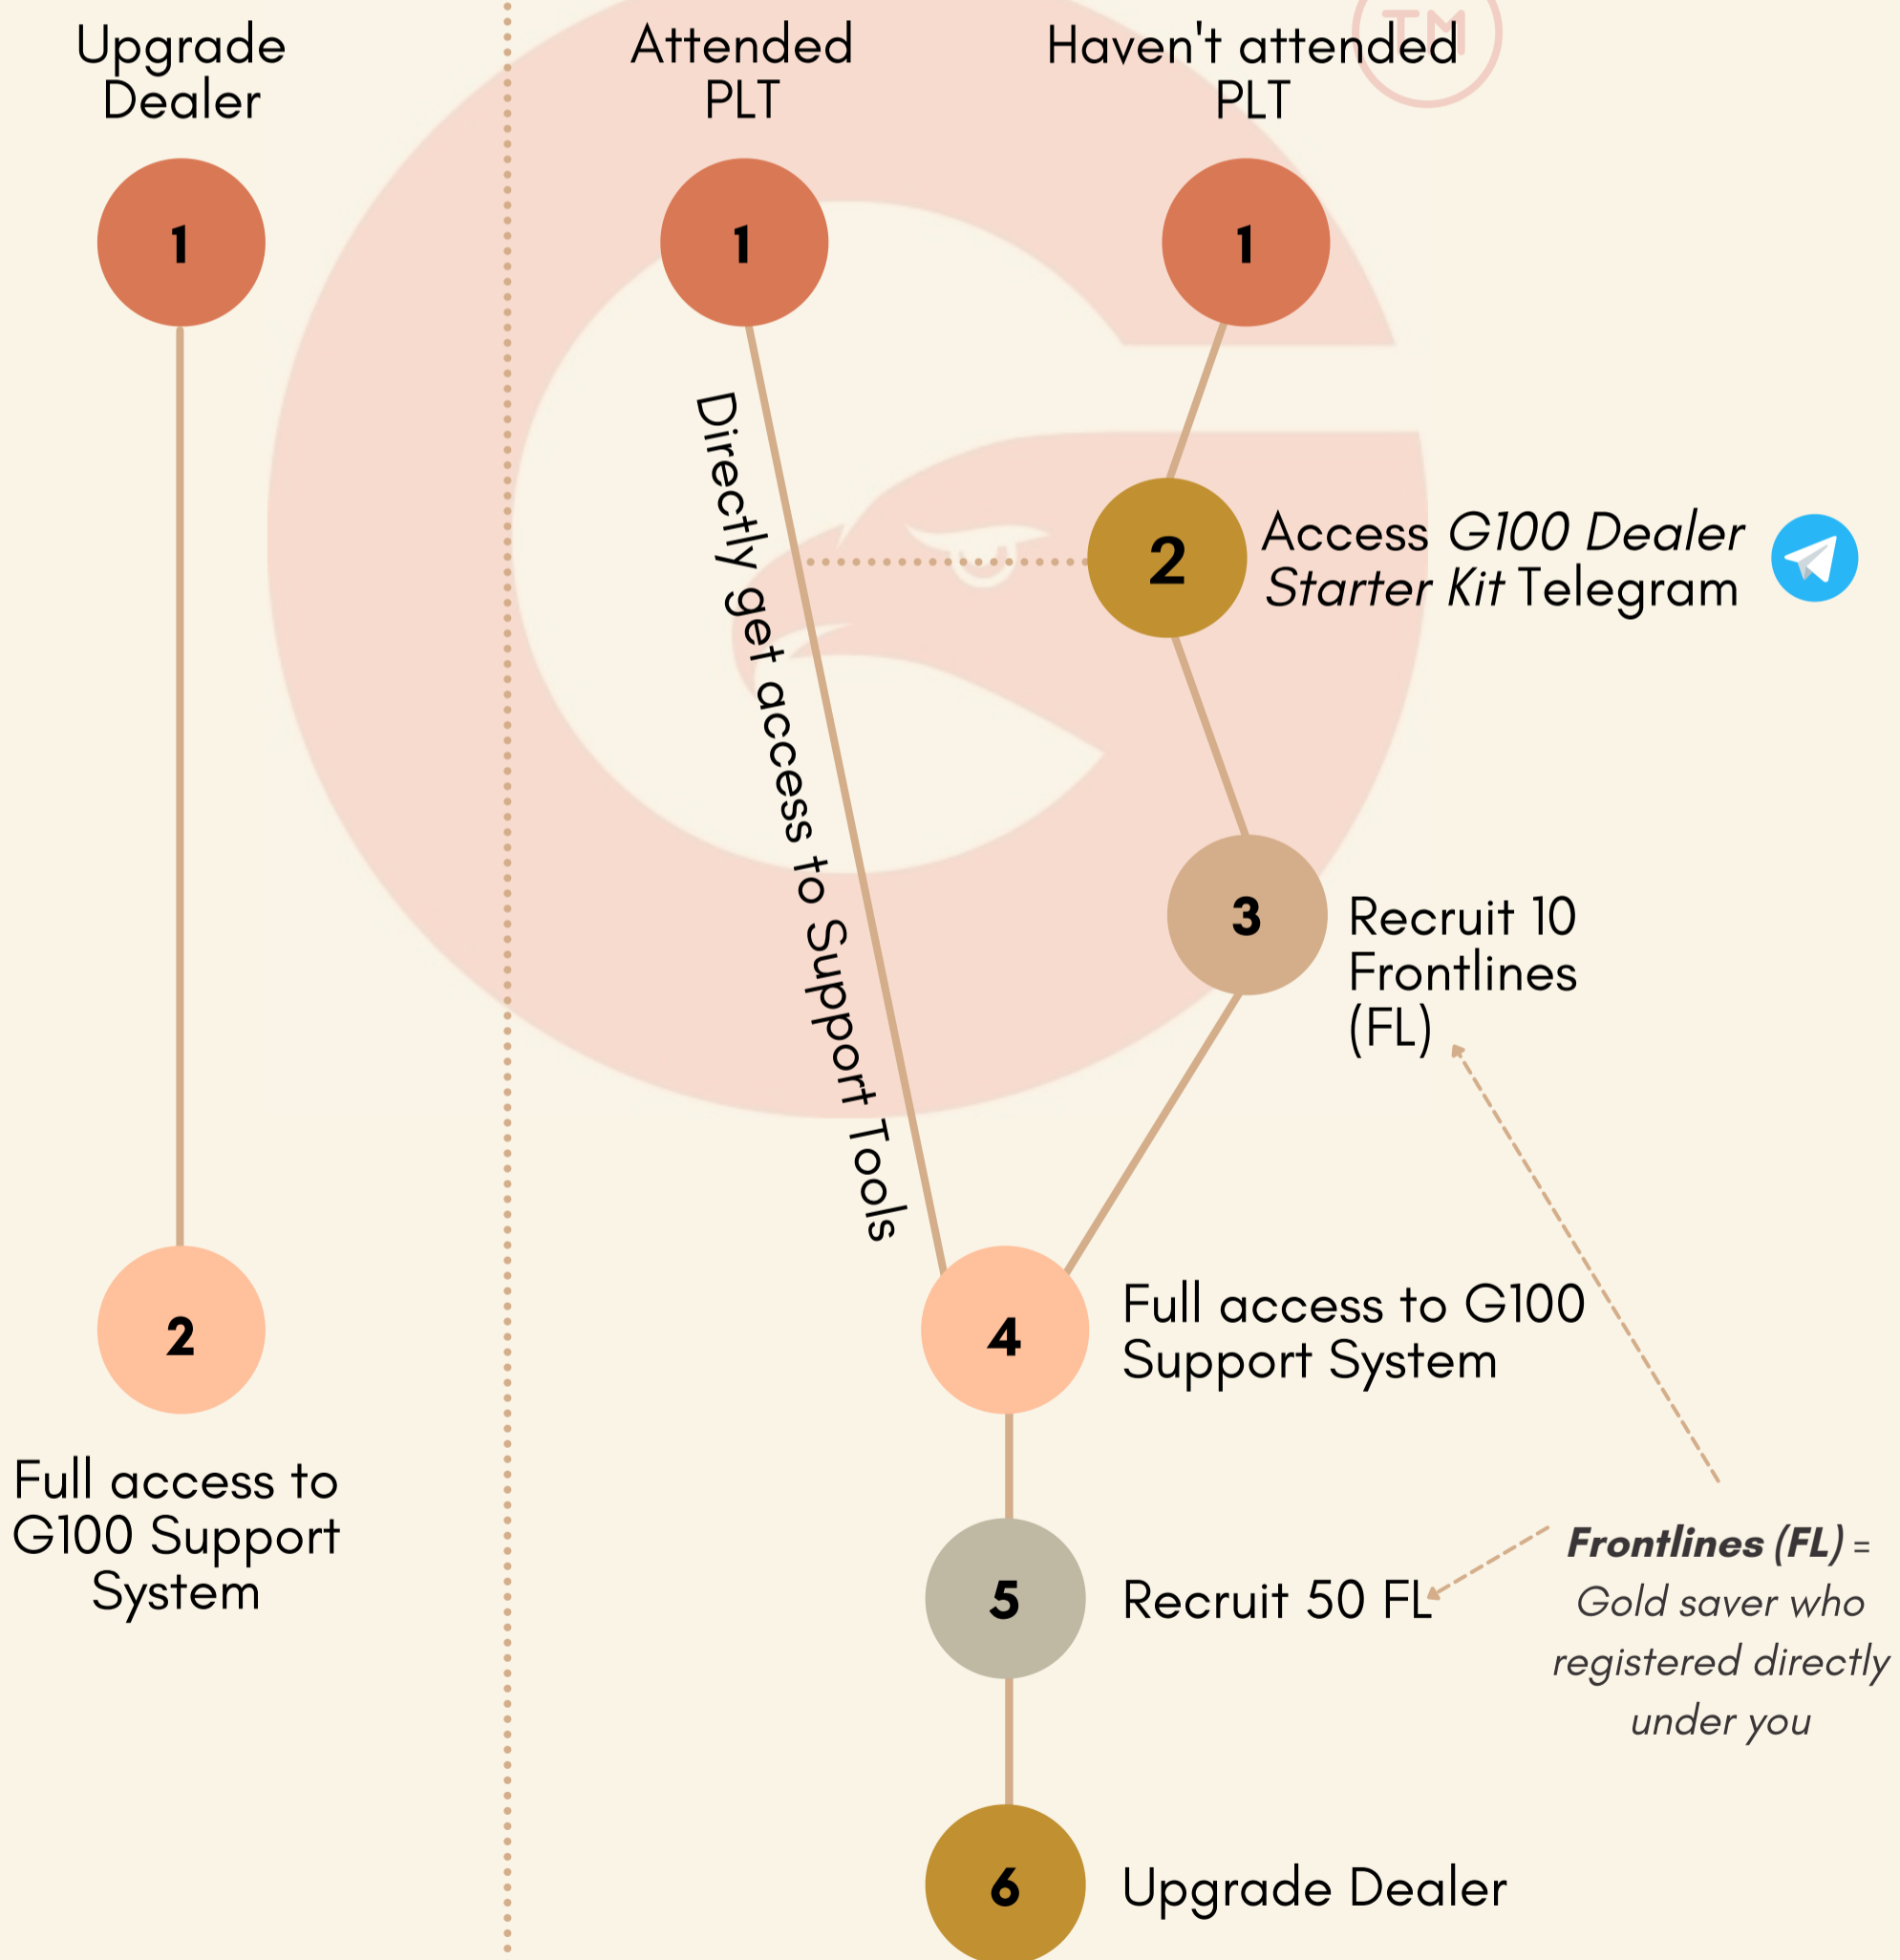 Upgrade
Dealer
1
2
Full access to
G100 Support
System
Attended
PLT
1
Directly get access to Support Tools
Haven't attended
PLT
TM
1
2
Access G100 Dealer
Starter Kit Telegram
3
Recruit 10
Frontlines
(FL)
4
Full access to G100
Support System
5
Recruit 50 FL
Frontlines (FL) =
Gold saver who
registered directly
under you
6
Upgrade Dealer